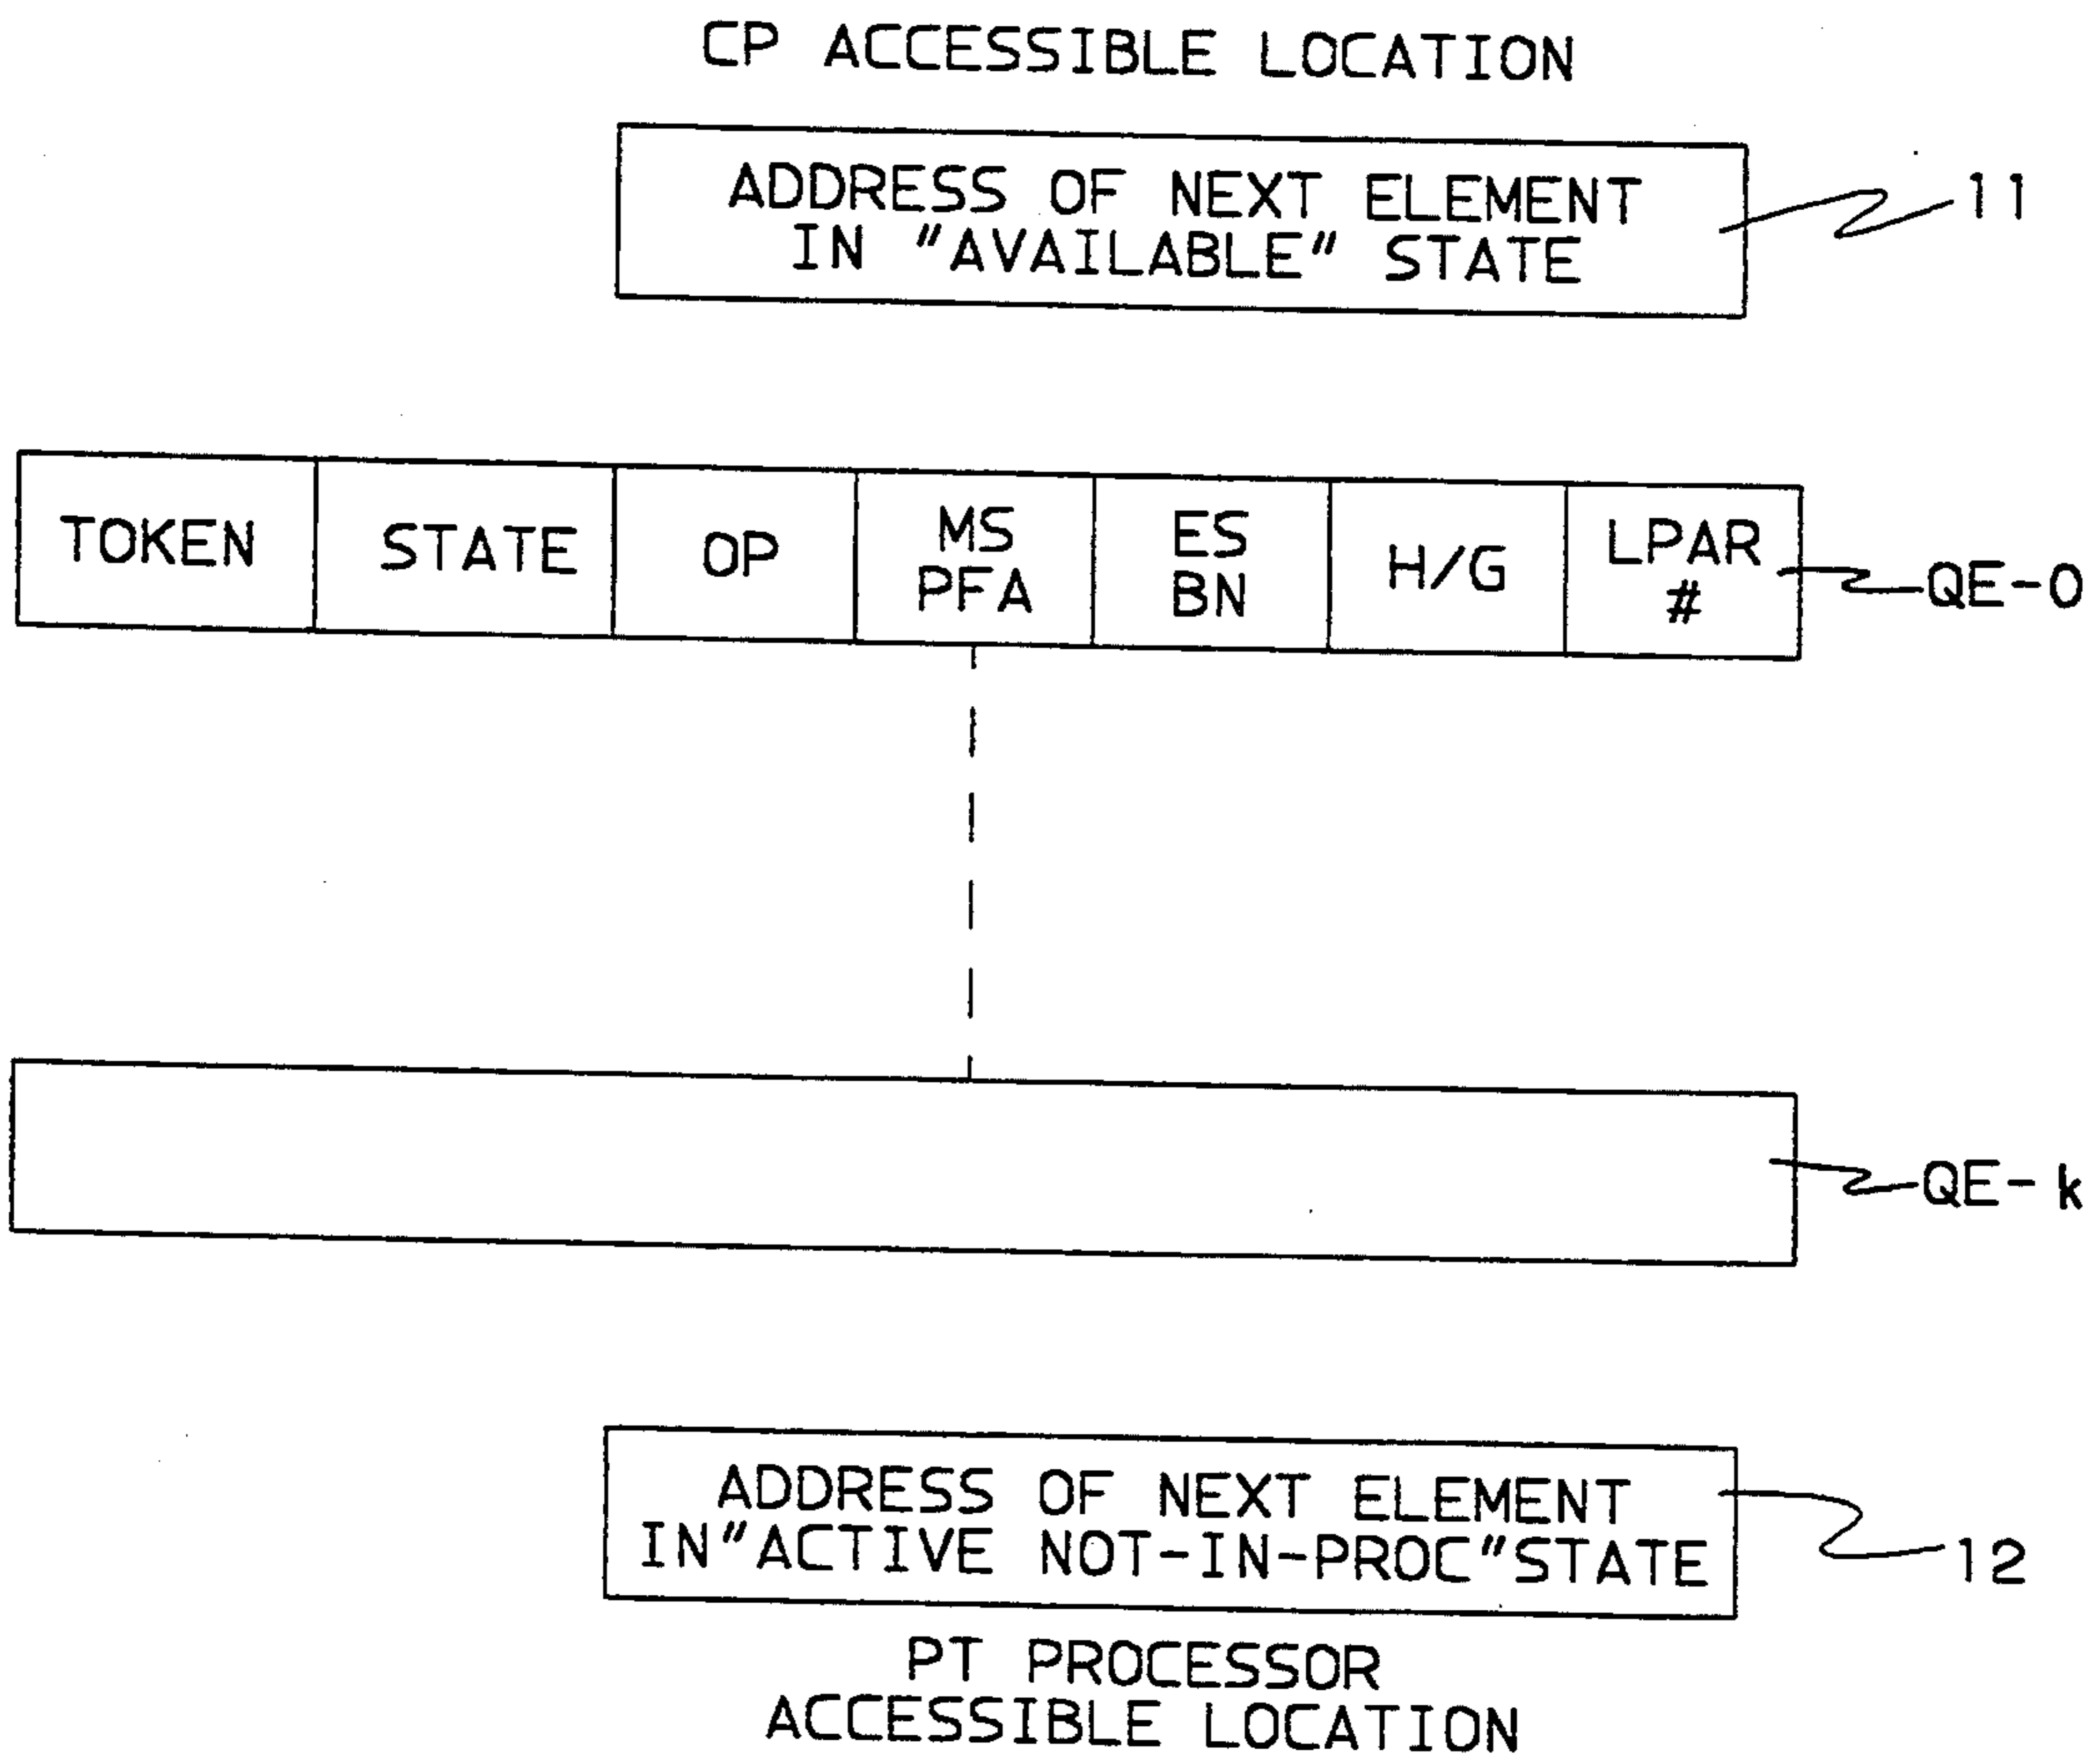 CP ACCESSIBLE LOCATION
ADDRESS OF NEXT ELEMENT
IN "AVAILABLE" STATE
11
TOKEN
STATE
OP
MS
PFA
ES
BN
H/G
LPAR
#
QE-0
QE-k
ADDRESS OF NEXT ELEMENT
IN"ACTIVE NOT-IN-PROC"STATE
12
PT PROCESSOR
ACCESSIBLE LOCATION